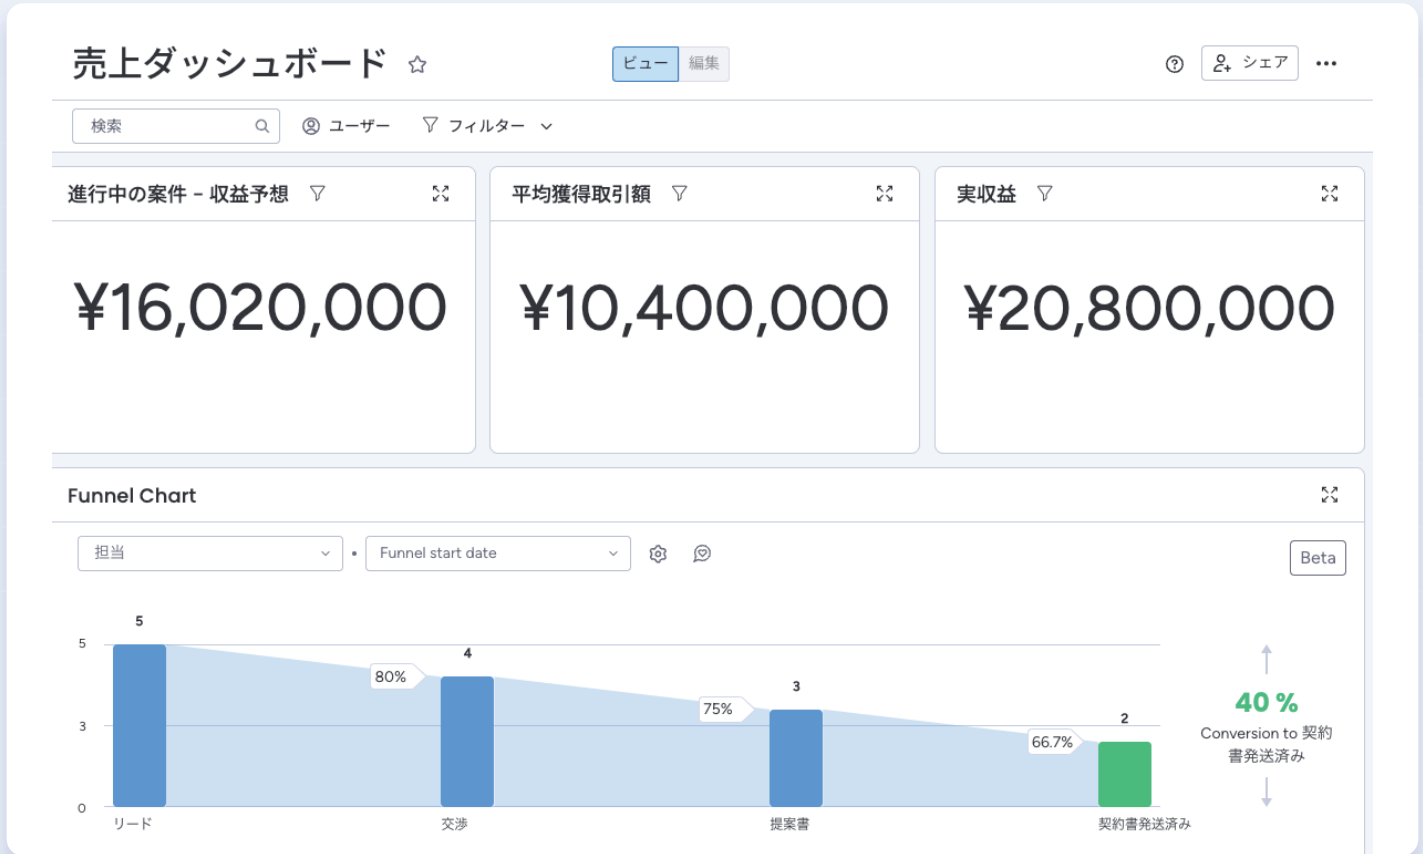 売上ダッシュボード
ビュー 編集
シェア
検索 ユーザー フィルター
進行中の案件 – 収益予想
¥16,020,000
平均獲得取引額
¥10,400,000
実収益
¥20,800,000
Funnel Chart
担当 • Funnel start date
Beta
5
5
4
80%
3
75%
3
2
66.7%
0
リード 交渉 提案書 契約書発送済み
40 %
Conversion to 契約
書発送済み